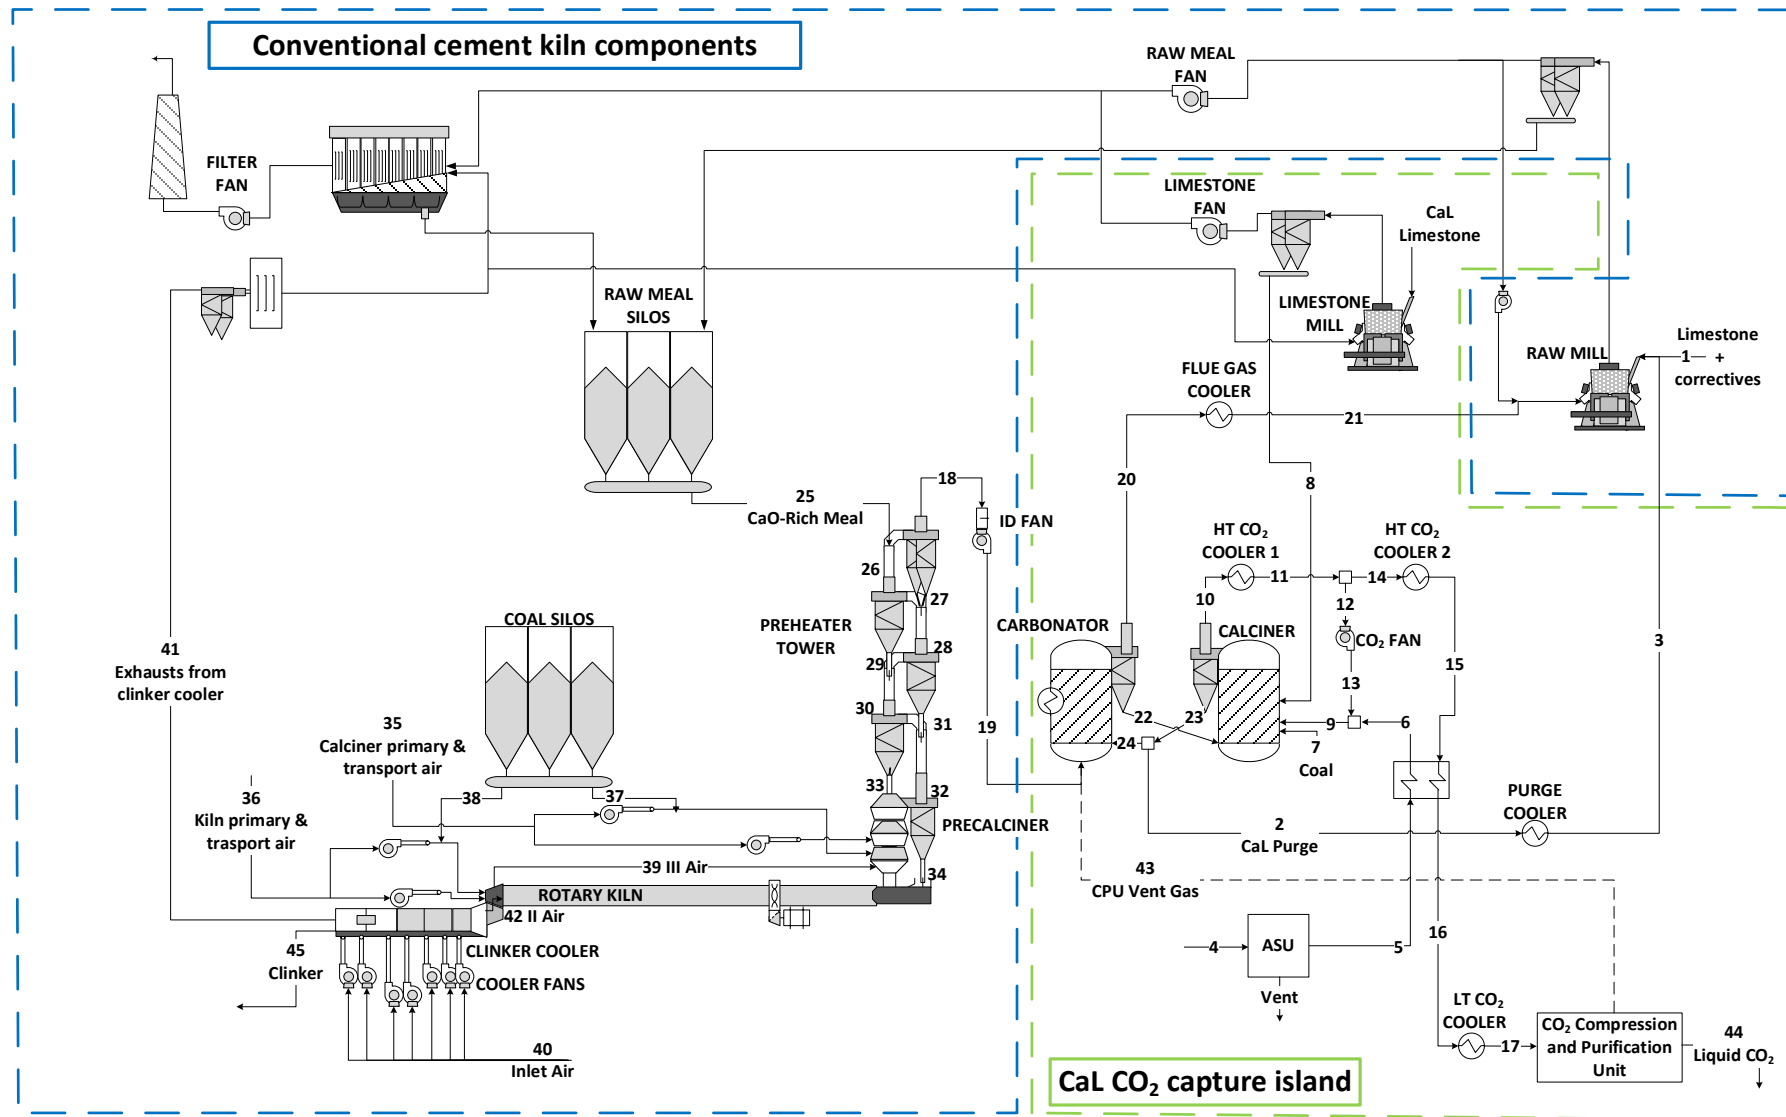 Conventional cement kiln components
RAW MEAL
FAN
FILTER
FAN
LIMESTONE
FAN
CaL
Limestone
RAW MEAL
SILOS
LIMESTONE
MILL
RAW MILL
Limestone
1 +
correctives
FLUE GAS
COOLER
21
20
8
18
25
CaO-Rich Meal
ID FAN
HT CO₂
COOLER 1
HT CO₂
COOLER 2
26
11
14
27
10
12
COAL SILOS
PREHEATER
TOWER
CARBONATOR
CALCINER
CO₂ FAN
3
41
Exhausts from
clinker cooler
28
29
15
13
30
22
23
9
6
35
Calciner primary &
transport air
31
19
24
7
Coal
36
Kiln primary &
trasport air
38
37
33
32
PRECALCINER
2
CaL Purge
PURGE
COOLER
39 III Air
34
43
CPU Vent Gas
ROTARY KILN
42 II Air
16
45
Clinker
CLINKER COOLER
COOLER FANS
4
ASU
5
Vent
LT CO₂
COOLER
17
CO₂ Compression
and Purification
Unit
44
Liquid CO₂
40
Inlet Air
CaL CO₂ capture island